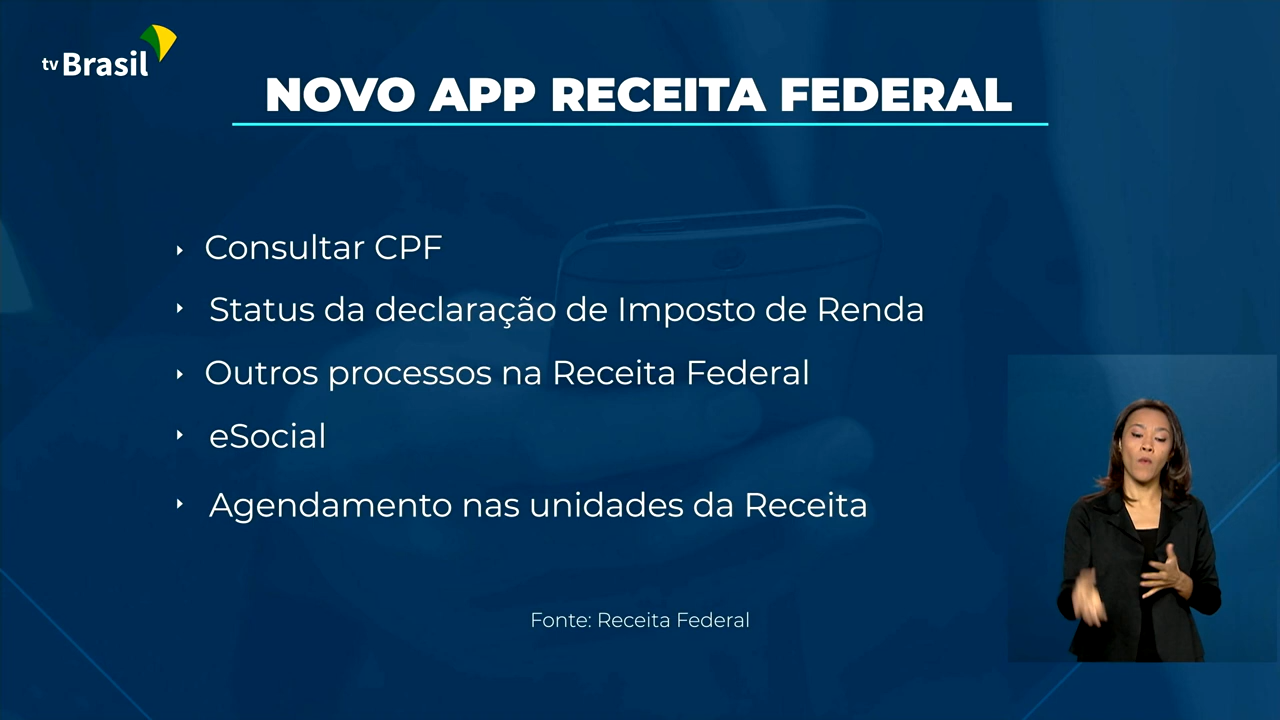 tv Brasil
NOVO APP RECEITA FEDERAL
Consultar CPF
Status da declaração de Imposto de Renda
Outros processos na Receita Federal
eSocial
Agendamento nas unidades da Receita
Fonte: Receita Federal